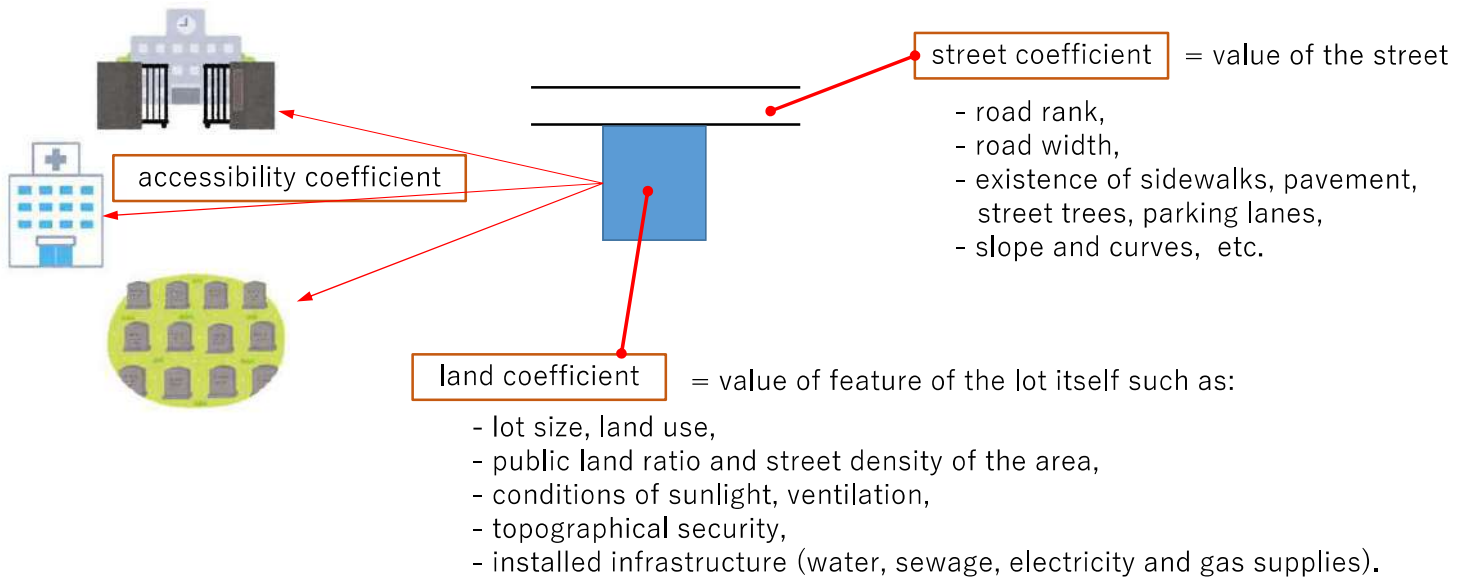 street coefficient = value of the street
- road rank,
- road width,
- existence of sidewalks, pavement,
street trees, parking lanes,
- slope and curves, etc.
accessibility coefficient
land coefficient = value of feature of the lot itself such as:
- lot size, land use,
- public land ratio and street density of the area,
- conditions of sunlight, ventilation,
- topographical security,
- installed infrastructure (water, sewage, electricity and gas supplies).